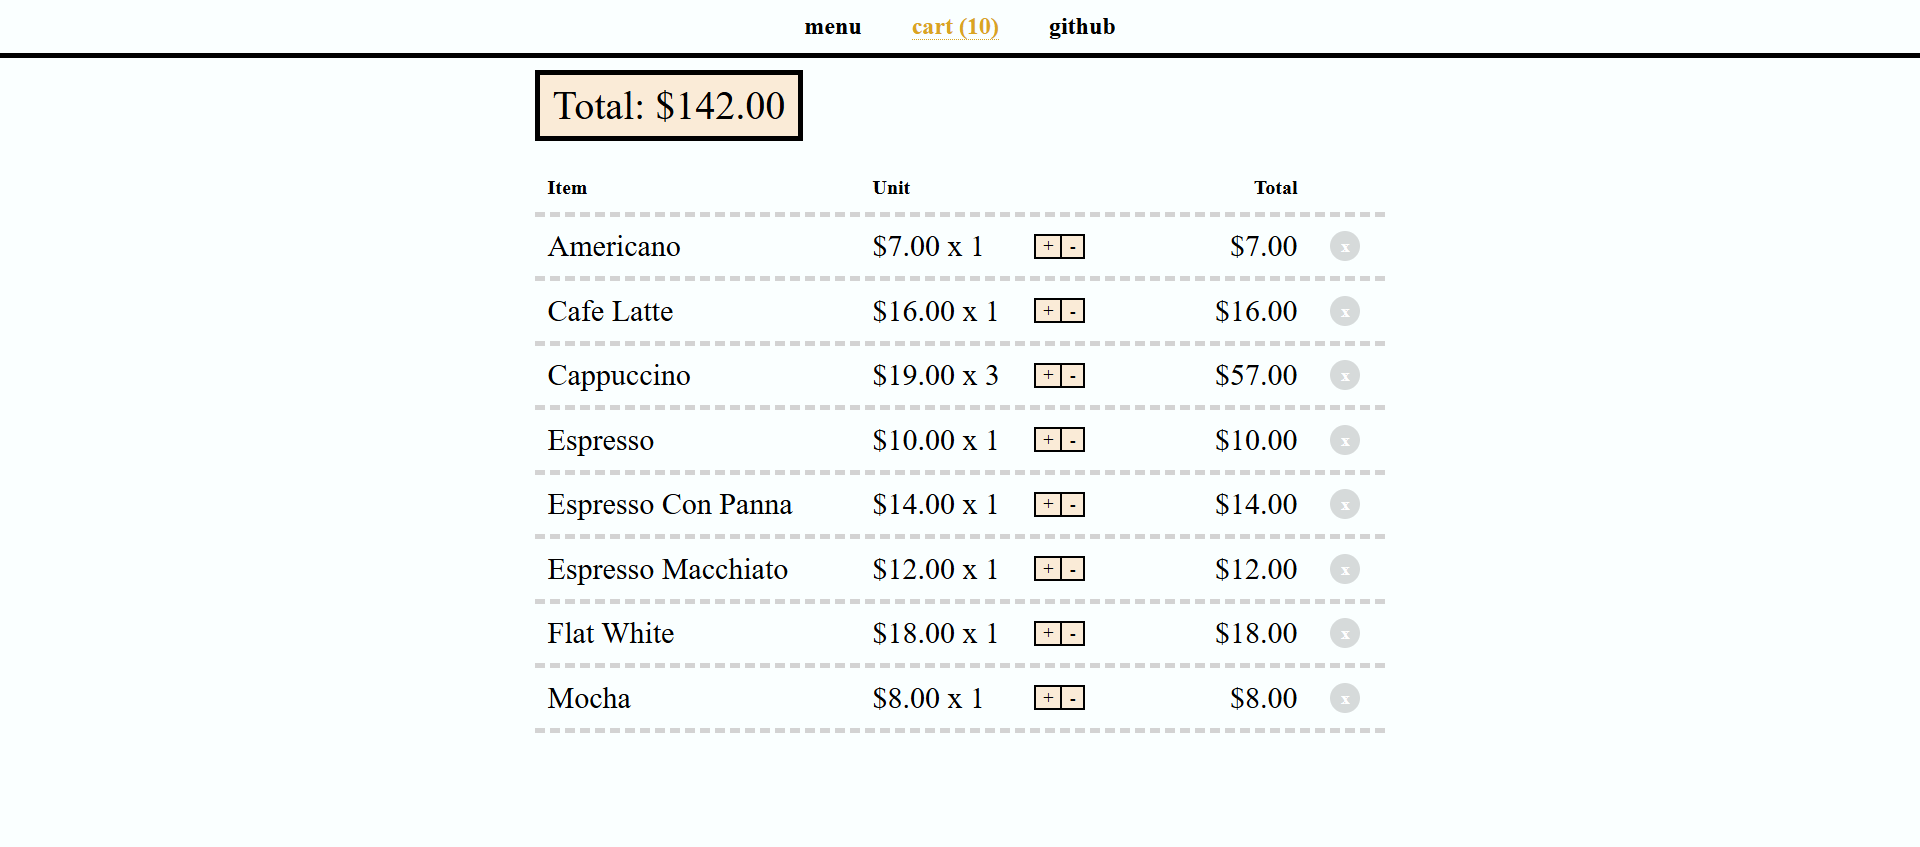 menu cart (10) github
Total: $142.00
Item Unit Total
Americano $7.00 x 1 + - $7.00 x
Cafe Latte $16.00 x 1 + - $16.00 x
Cappuccino $19.00 x 3 + - $57.00 x
Espresso $10.00 x 1 + - $10.00 x
Espresso Con Panna $14.00 x 1 + - $14.00 x
Espresso Macchiato $12.00 x 1 + - $12.00 x
Flat White $18.00 x 1 + - $18.00 x
Mocha $8.00 x 1 + - $8.00 x